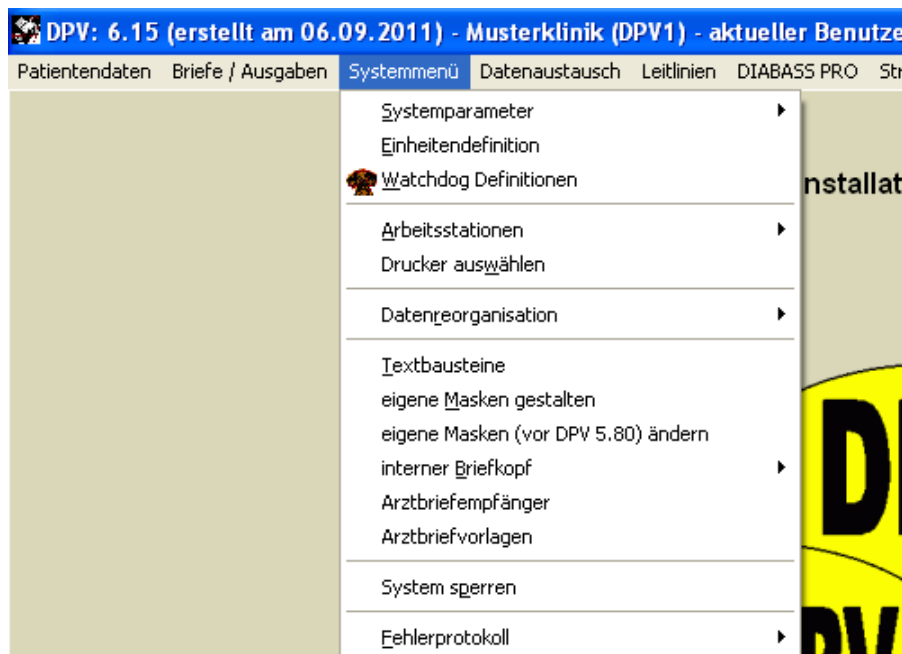 DPV: 6.15 (erstellt am 06.09.2011) - Musterklinik (DPV1) - aktueller
Patientendaten Briefe / Ausgaben Systemmenü Datenaustausch Leitlinien DIABASS PRO
Systemparameter
Einheitendefinition
Watchdog Definitionen
Arbeitsstationen
Drucker auswählen
Datenreorganisation
Textbausteine
eigene Masken gestalten
eigene Masken (vor DPV 5.80) ändern
interner Briefkopf
Arztbriefempfänger
Arztbriefvorlagen
System sperren
Fehlerprotokoll